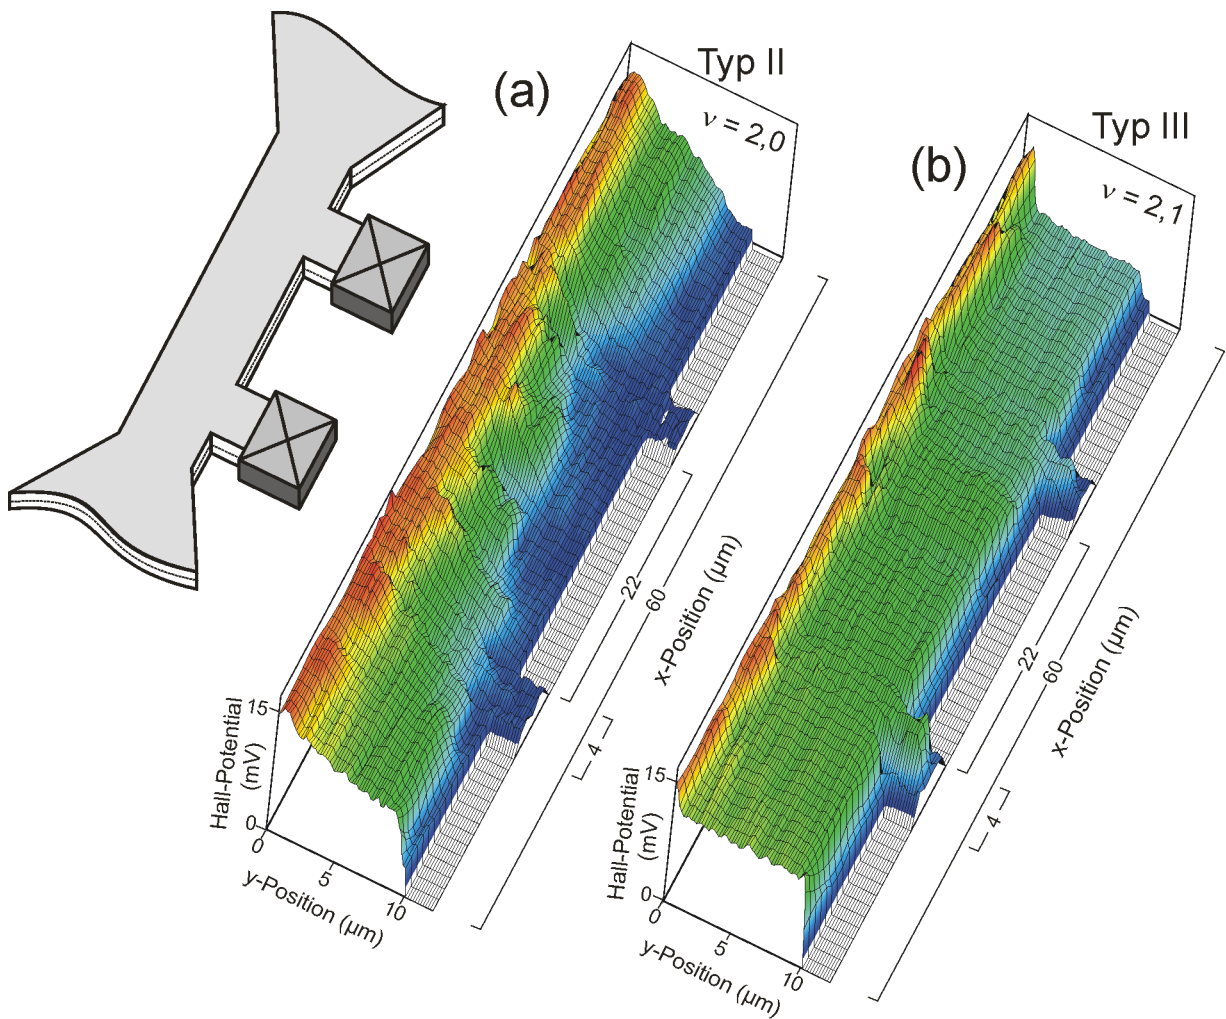 (a)
Typ II
ν = 2,0
22
60
4
x-Position (µm)
15
0
Hall-Potential
(mV)
0
5
10
y-Position (µm)
(b)
Typ III
ν = 2,1
22
60
4
x-Position (µm)
15
0
Hall-Potential
(mV)
0
5
10
y-Position (µm)